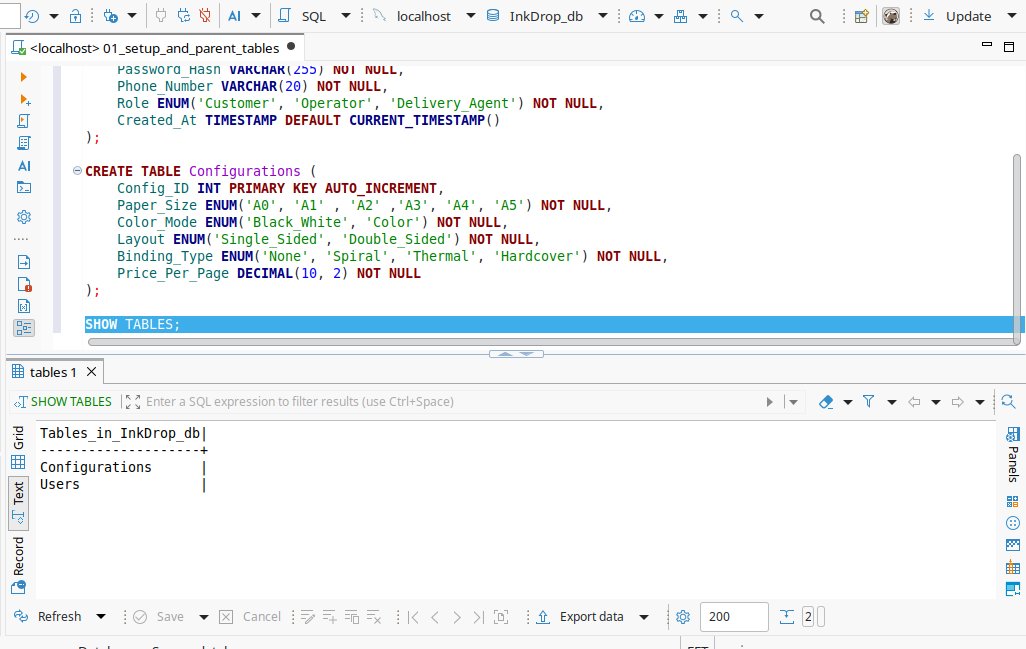 AI SQL localhost InkDrop_db Update
<localhost> 01_setup_and_parent_tables
Password_Hash VARCHAR(255) NOT NULL,
Phone_Number VARCHAR(20) NOT NULL,
Role ENUM('Customer', 'Operator', 'Delivery_Agent') NOT NULL,
Created_At TIMESTAMP DEFAULT CURRENT_TIMESTAMP()
);
CREATE TABLE Configurations (
Config_ID INT PRIMARY KEY AUTO_INCREMENT,
Paper_Size ENUM('A0', 'A1' , 'A2' ,'A3', 'A4', 'A5') NOT NULL,
Color_Mode ENUM('Black_White', 'Color') NOT NULL,
Layout ENUM('Single_Sided', 'Double_Sided') NOT NULL,
Binding_Type ENUM('None', 'Spiral', 'Thermal', 'Hardcover') NOT NULL,
Price_Per_Page DECIMAL(10, 2) NOT NULL
);
SHOW TABLES;
AI
tables 1
SHOW TABLES Enter a SQL expression to filter results (use Ctrl+Space)
Grid
Text
Record
Tables_in_InkDrop_db|
--------------------+
Configurations |
Users |
Panels
Refresh Save Cancel Export data 200 2